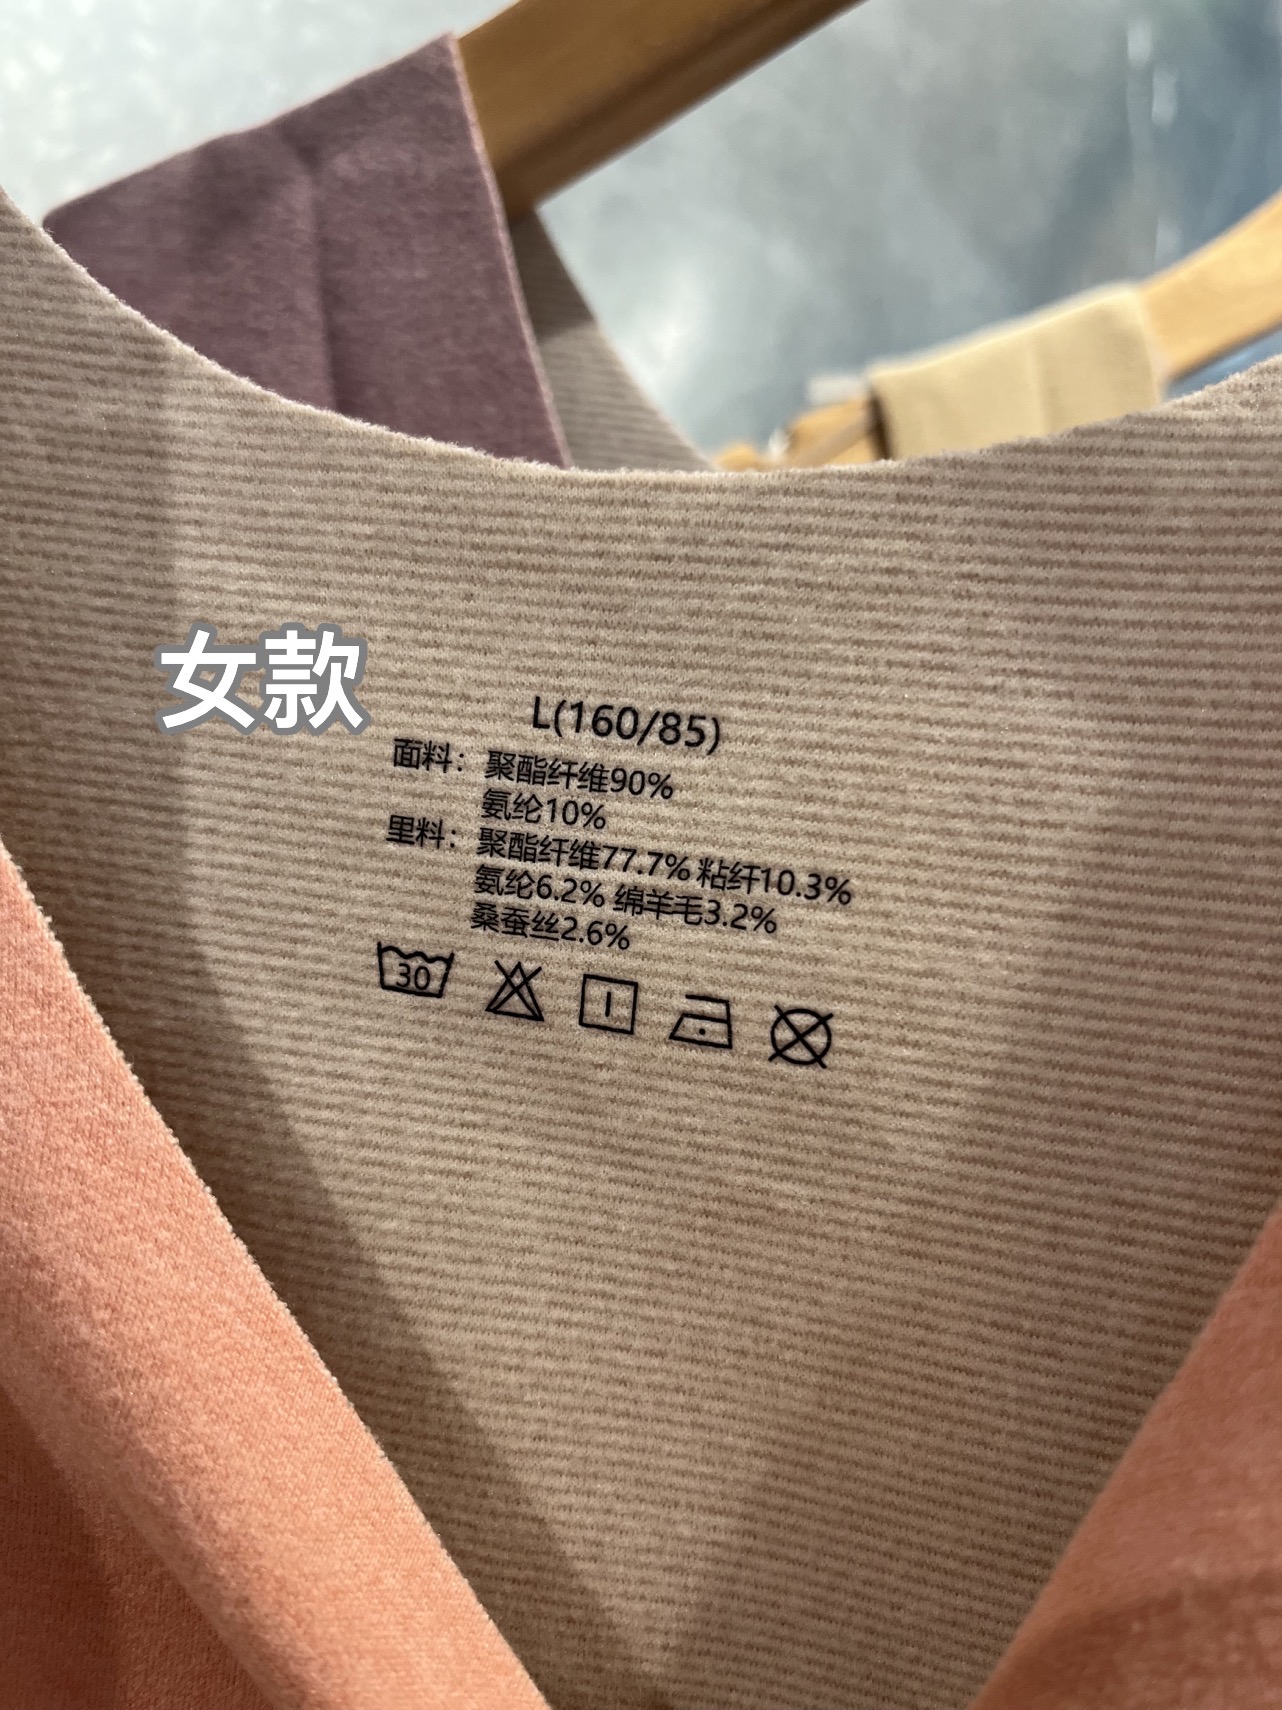 女款
L(160/85)
面料：聚酯纤维90%
氨纶10%
里料：聚酯纤维77.7% 粘纤10.3%
氨纶6.2% 绵羊毛3.2%
桑蚕丝2.6%
30